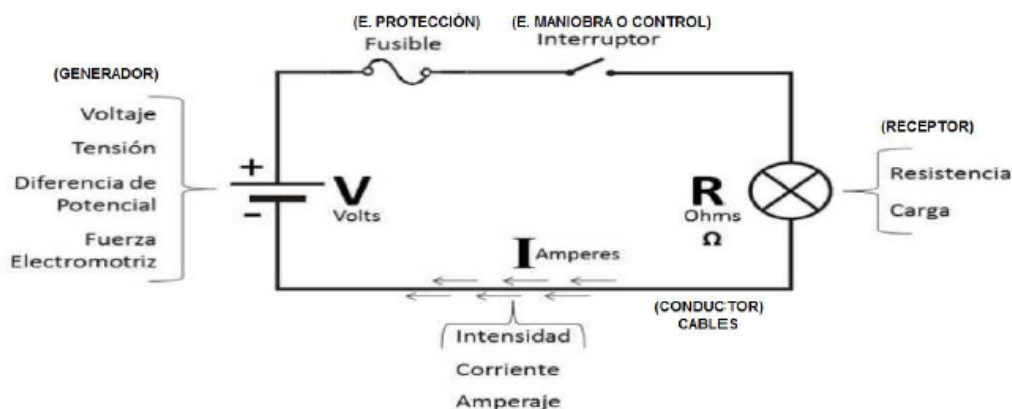 (E. PROTECCIÓN)
Fusible
(E. MANIOBRA O CONTROL)
Interruptor
(GENERADOR)
Voltaje
Tensión
Diferencia de
Potencial
Fuerza
Electromotriz
+
-
V
Volts
R
Ohms
Ω
(RECEPTOR)
Resistencia
Carga
I Amperes
(CONDUCTOR)
CABLES
Intensidad
Corriente
Amperaje